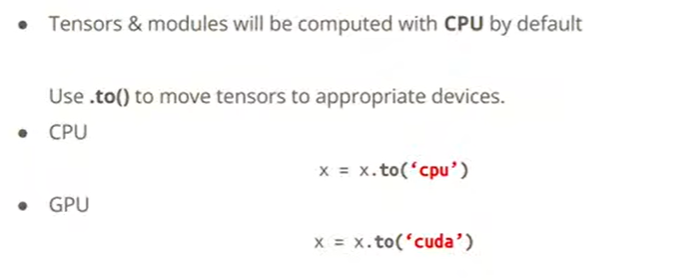 • Tensors & modules will be computed with CPU by default
Use .to() to move tensors to appropriate devices.
• CPU
x = x.to(‘cpu’)
• GPU
x = x.to(‘cuda’)